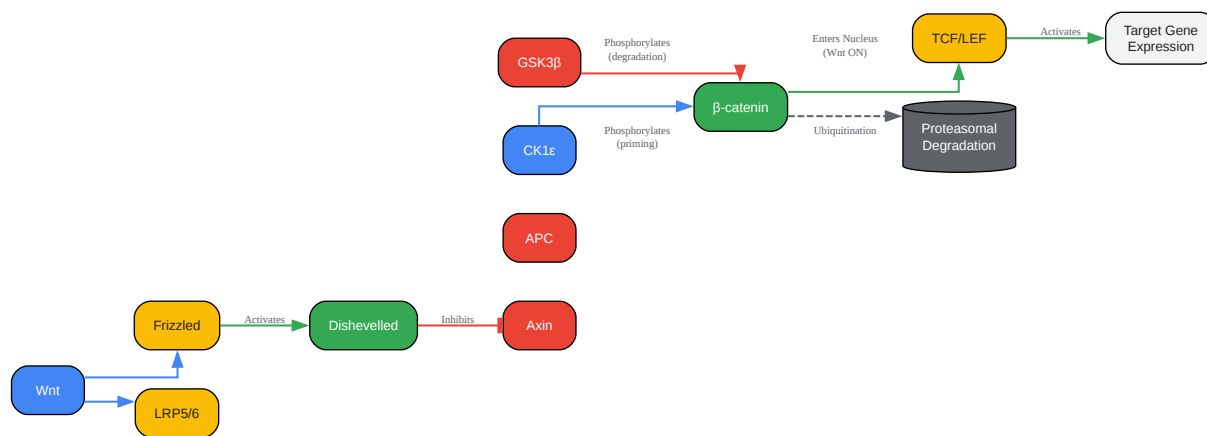 GSK3β
Phosphorylates
(degradation)
Enters Nucleus
(Wnt ON)
TCF/LEF
Activates
Target Gene
Expression
β-catenin
CK1ε
Phosphorylates
(priming)
Ubiquitination
Proteasomal
Degradation
APC
Frizzled
Activates
Dishevelled
Inhibits
Axin
Wnt
LRP5/6